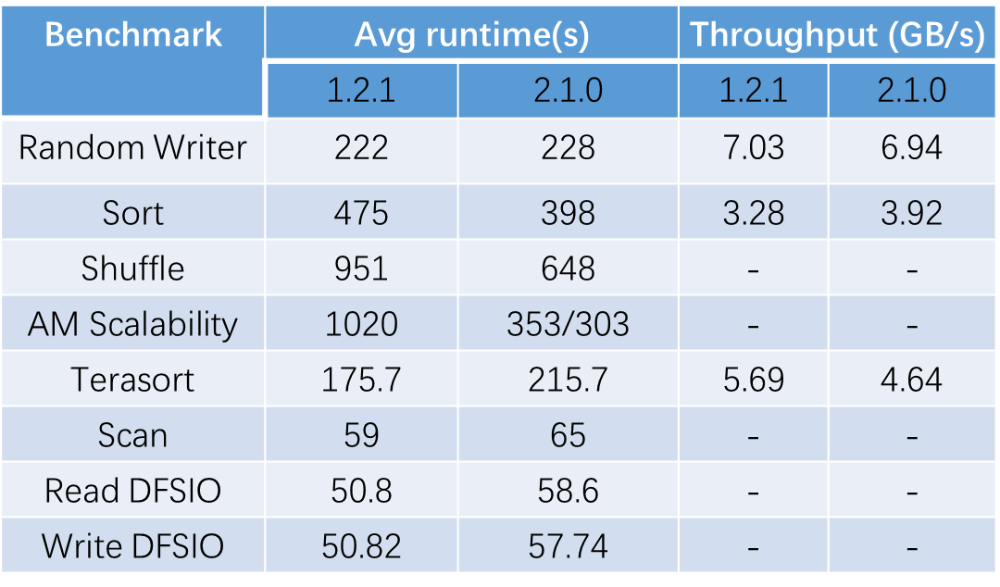 Benchmark Avg runtime(s) Throughput (GB/s)
1.2.1 2.1.0 1.2.1 2.1.0
Random Writer 222 228 7.03 6.94
Sort 475 398 3.28 3.92
Shuffle 951 648 - -
AM Scalability 1020 353/303 - -
Terasort 175.7 215.7 5.69 4.64
Scan 59 65 - -
Read DFSIO 50.8 58.6 - -
Write DFSIO 50.82 57.74 - -